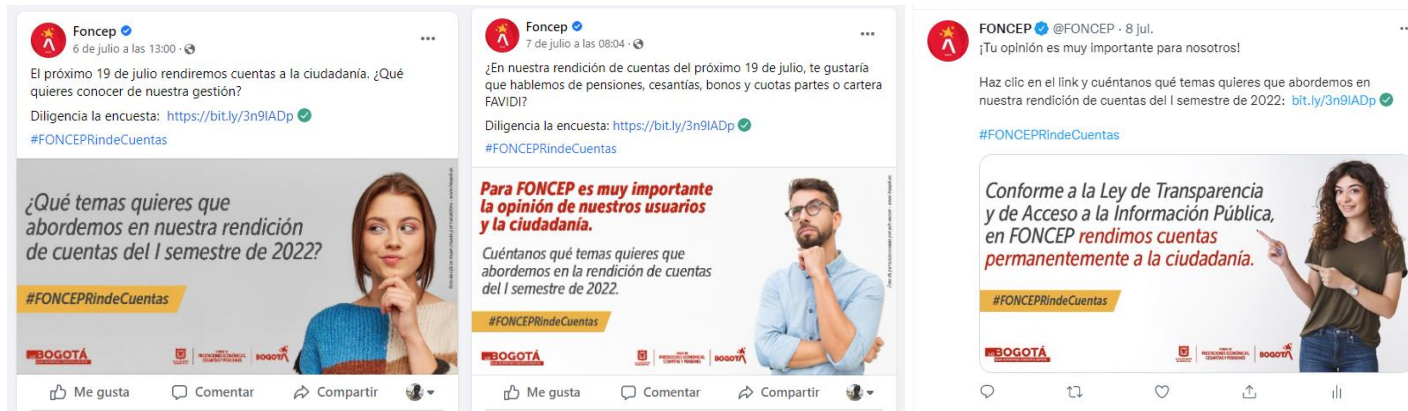 Foncep
6 de julio a las 13:00 ·
El próximo 19 de julio rendiremos cuentas a la ciudadanía. ¿Qué
quieres conocer de nuestra gestión?
Diligencia la encuesta: https://bit.ly/3n9lADp
#FONCEPRindeCuentas
¿Qué temas quieres que
abordemos en nuestra rendición
de cuentas del I semestre de 2022?
#FONCEPRindeCuentas
BOGOTÁ
BOGOTÁ
Me gusta
Comentar
Compartir
Foncep
7 de julio a las 08:04 ·
¿En nuestra rendición de cuentas del próximo 19 de julio, te gustaría
que hablemos de pensiones, cesantías, bonos y cuotas partes o cartera
FAVIDI?
Diligencia la encuesta: https://bit.ly/3n9lADp
#FONCEPRindeCuentas
Para FONCEP es muy importante
la opinión de nuestros usuarios
y la ciudadanía.
Cuéntanos qué temas quieres que
abordemos en la rendición de cuentas
del I semestre de 2022.
#FONCEPRindeCuentas
BOGOTÁ
BOGOTÁ
Me gusta
Comentar
Compartir
FONCEP @FONCEP · 8 jul.
¡Tu opinión es muy importante para nosotros!
Haz clic en el link y cuéntanos qué temas quieres que abordemos en
nuestra rendición de cuentas del I semestre de 2022: bit.ly/3n9lADp
#FONCEPRindeCuentas
Conforme a la Ley de Transparencia
y de Acceso a la Información Pública,
en FONCEP rendimos cuentas
permanentemente a la ciudadanía.
#FONCEPRindeCuentas
BOGOTÁ
BOGOTÁ